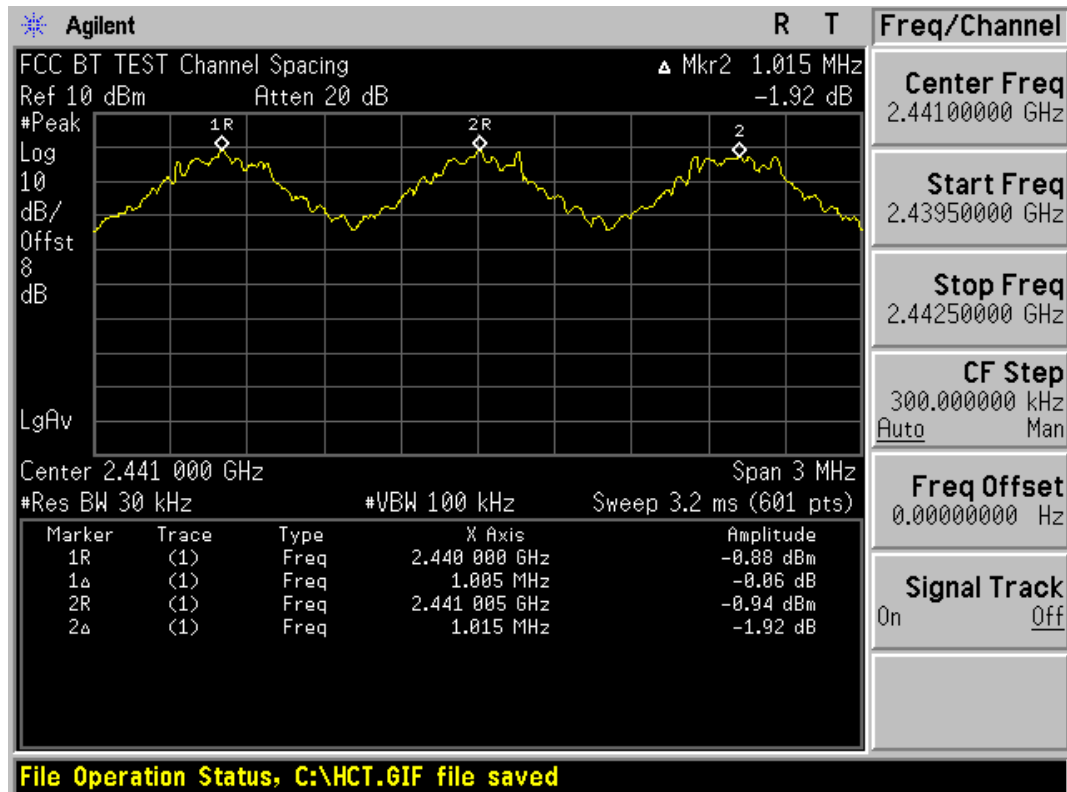 Agilent R T
FCC BT TEST Channel Spacing
Δ Mkr2 1.015 MHz
Ref 10 dBm Atten 20 dB -1.92 dB
#Peak
Log
10
dB/
Offst
8
dB
LgAv
1R
2R
2
Center 2.441 000 GHz Span 3 MHz
#Res BW 30 kHz #VBW 100 kHz Sweep 3.2 ms (601 pts)
Marker Trace Type X Axis Amplitude
1R (1) Freq 2.440 000 GHz -0.88 dBm
1Δ (1) Freq 1.005 MHz -0.06 dB
2R (1) Freq 2.441 005 GHz -0.94 dBm
2Δ (1) Freq 1.015 MHz -1.92 dB
File Operation Status, C:\HCT.GIF file saved
Freq/Channel
Center Freq
2.44100000 GHz
Start Freq
2.43950000 GHz
Stop Freq
2.44250000 GHz
CF Step
300.000000 kHz
Auto Man
Freq Offset
0.00000000 Hz
Signal Track
On Off